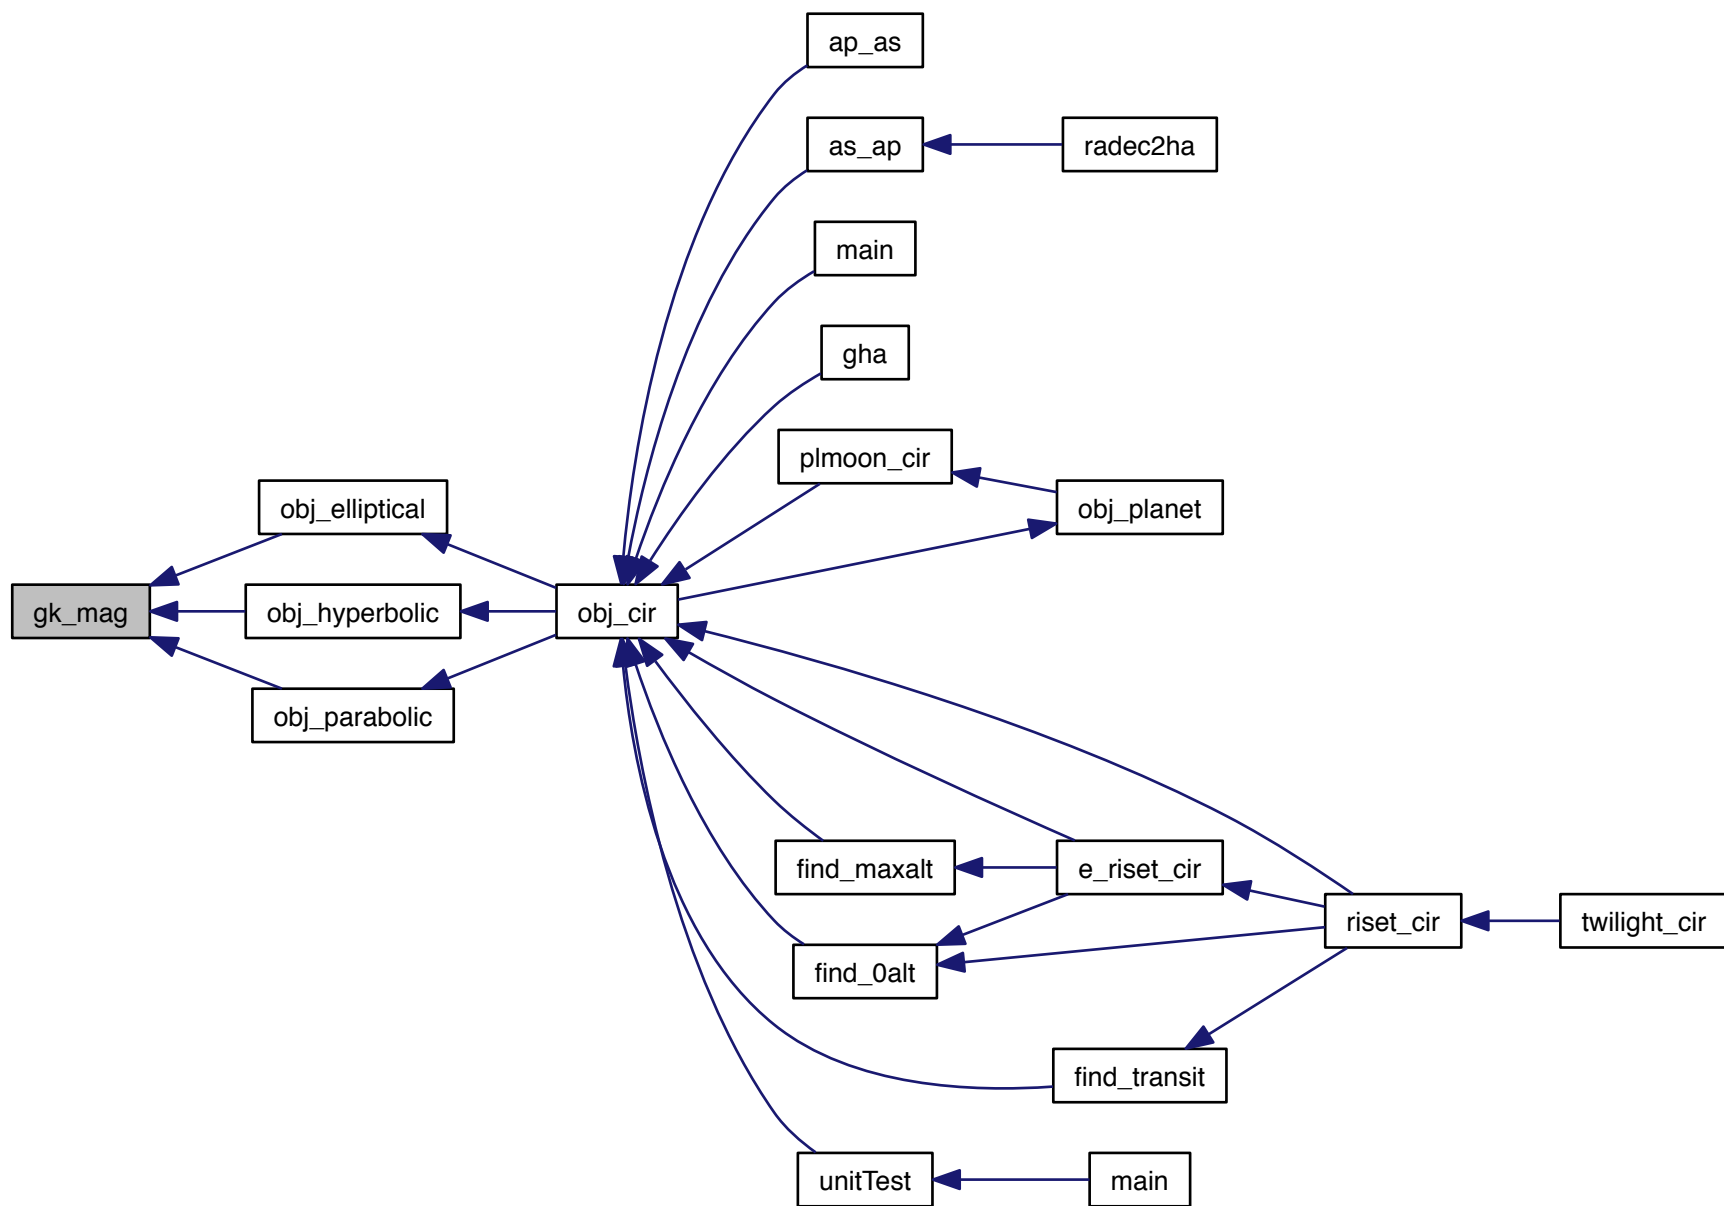 ap_as
as_ap
radec2ha
main
gha
plmoon_cir
obj_planet
obj_elliptical
gk_mag
obj_hyperbolic
obj_cir
obj_parabolic
find_maxalt
e_riset_cir
riset_cir
twilight_cir
find_0alt
find_transit
unitTest
main